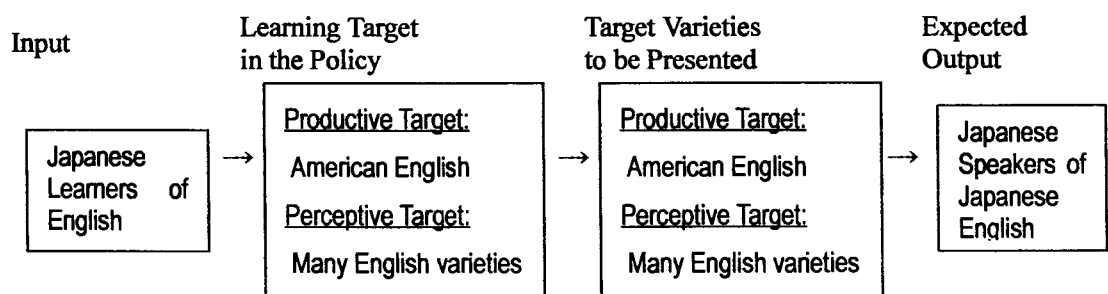 Input
Learning Target
in the Policy
Target Varieties
to be Presented
Expected
Output
Japanese
Learners of
English
→
Productive Target:
American English
Perceptive Target:
Many English varieties
→
Productive Target:
American English
Perceptive Target:
Many English varieties
→
Japanese
Speakers of
Japanese
English